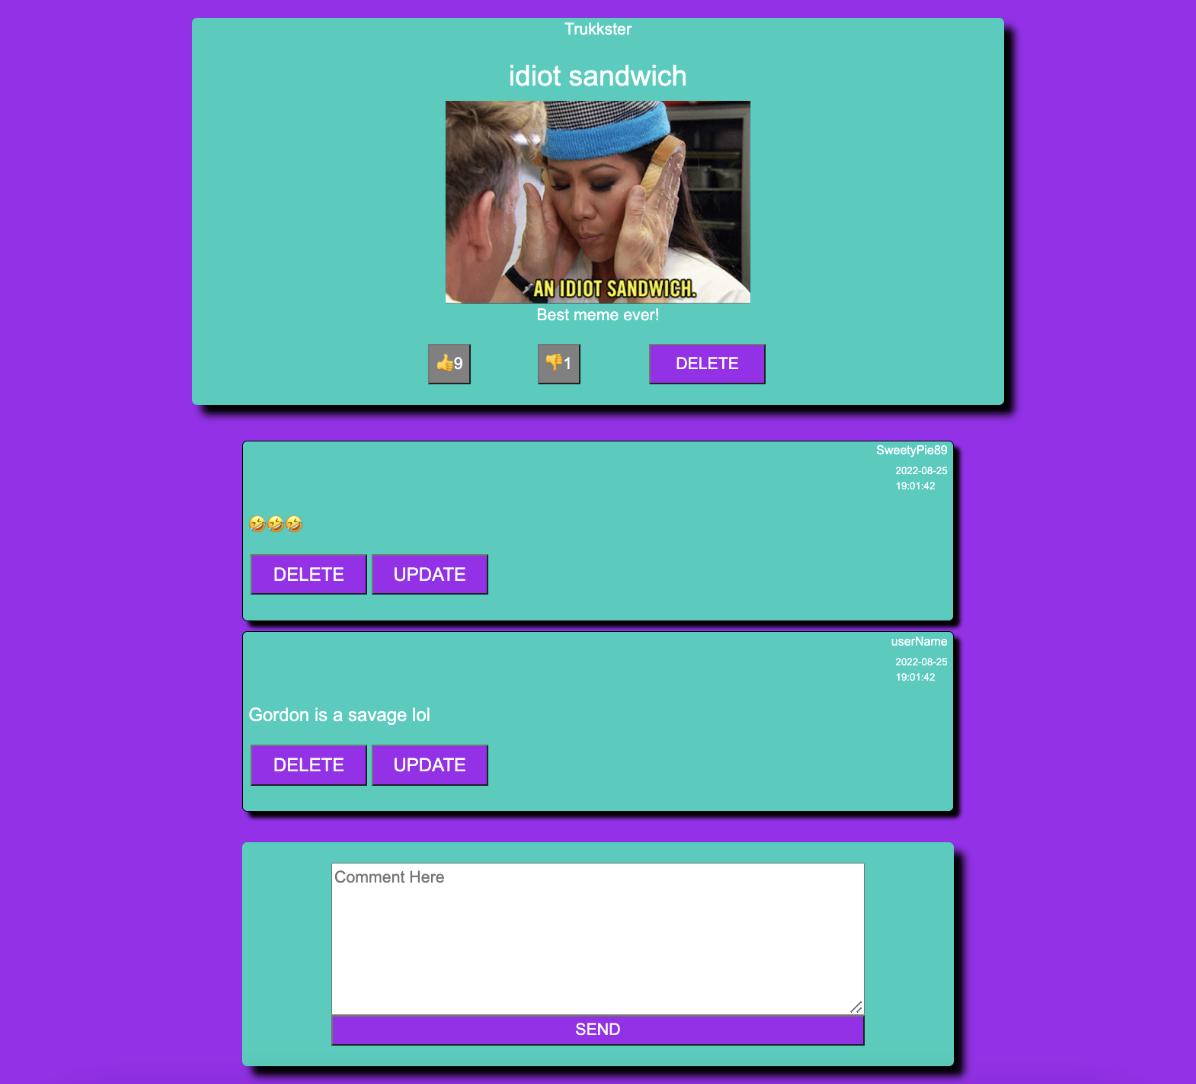 Trukkster
idiot sandwich
AN IDIOT SANDWICH.
Best meme ever!
👍9 👎1 DELETE
SweetyPie89
2022-08-25
19:01:42
🤣🤣🤣
DELETE UPDATE
userName
2022-08-25
19:01:42
Gordon is a savage lol
DELETE UPDATE
Comment Here
SEND